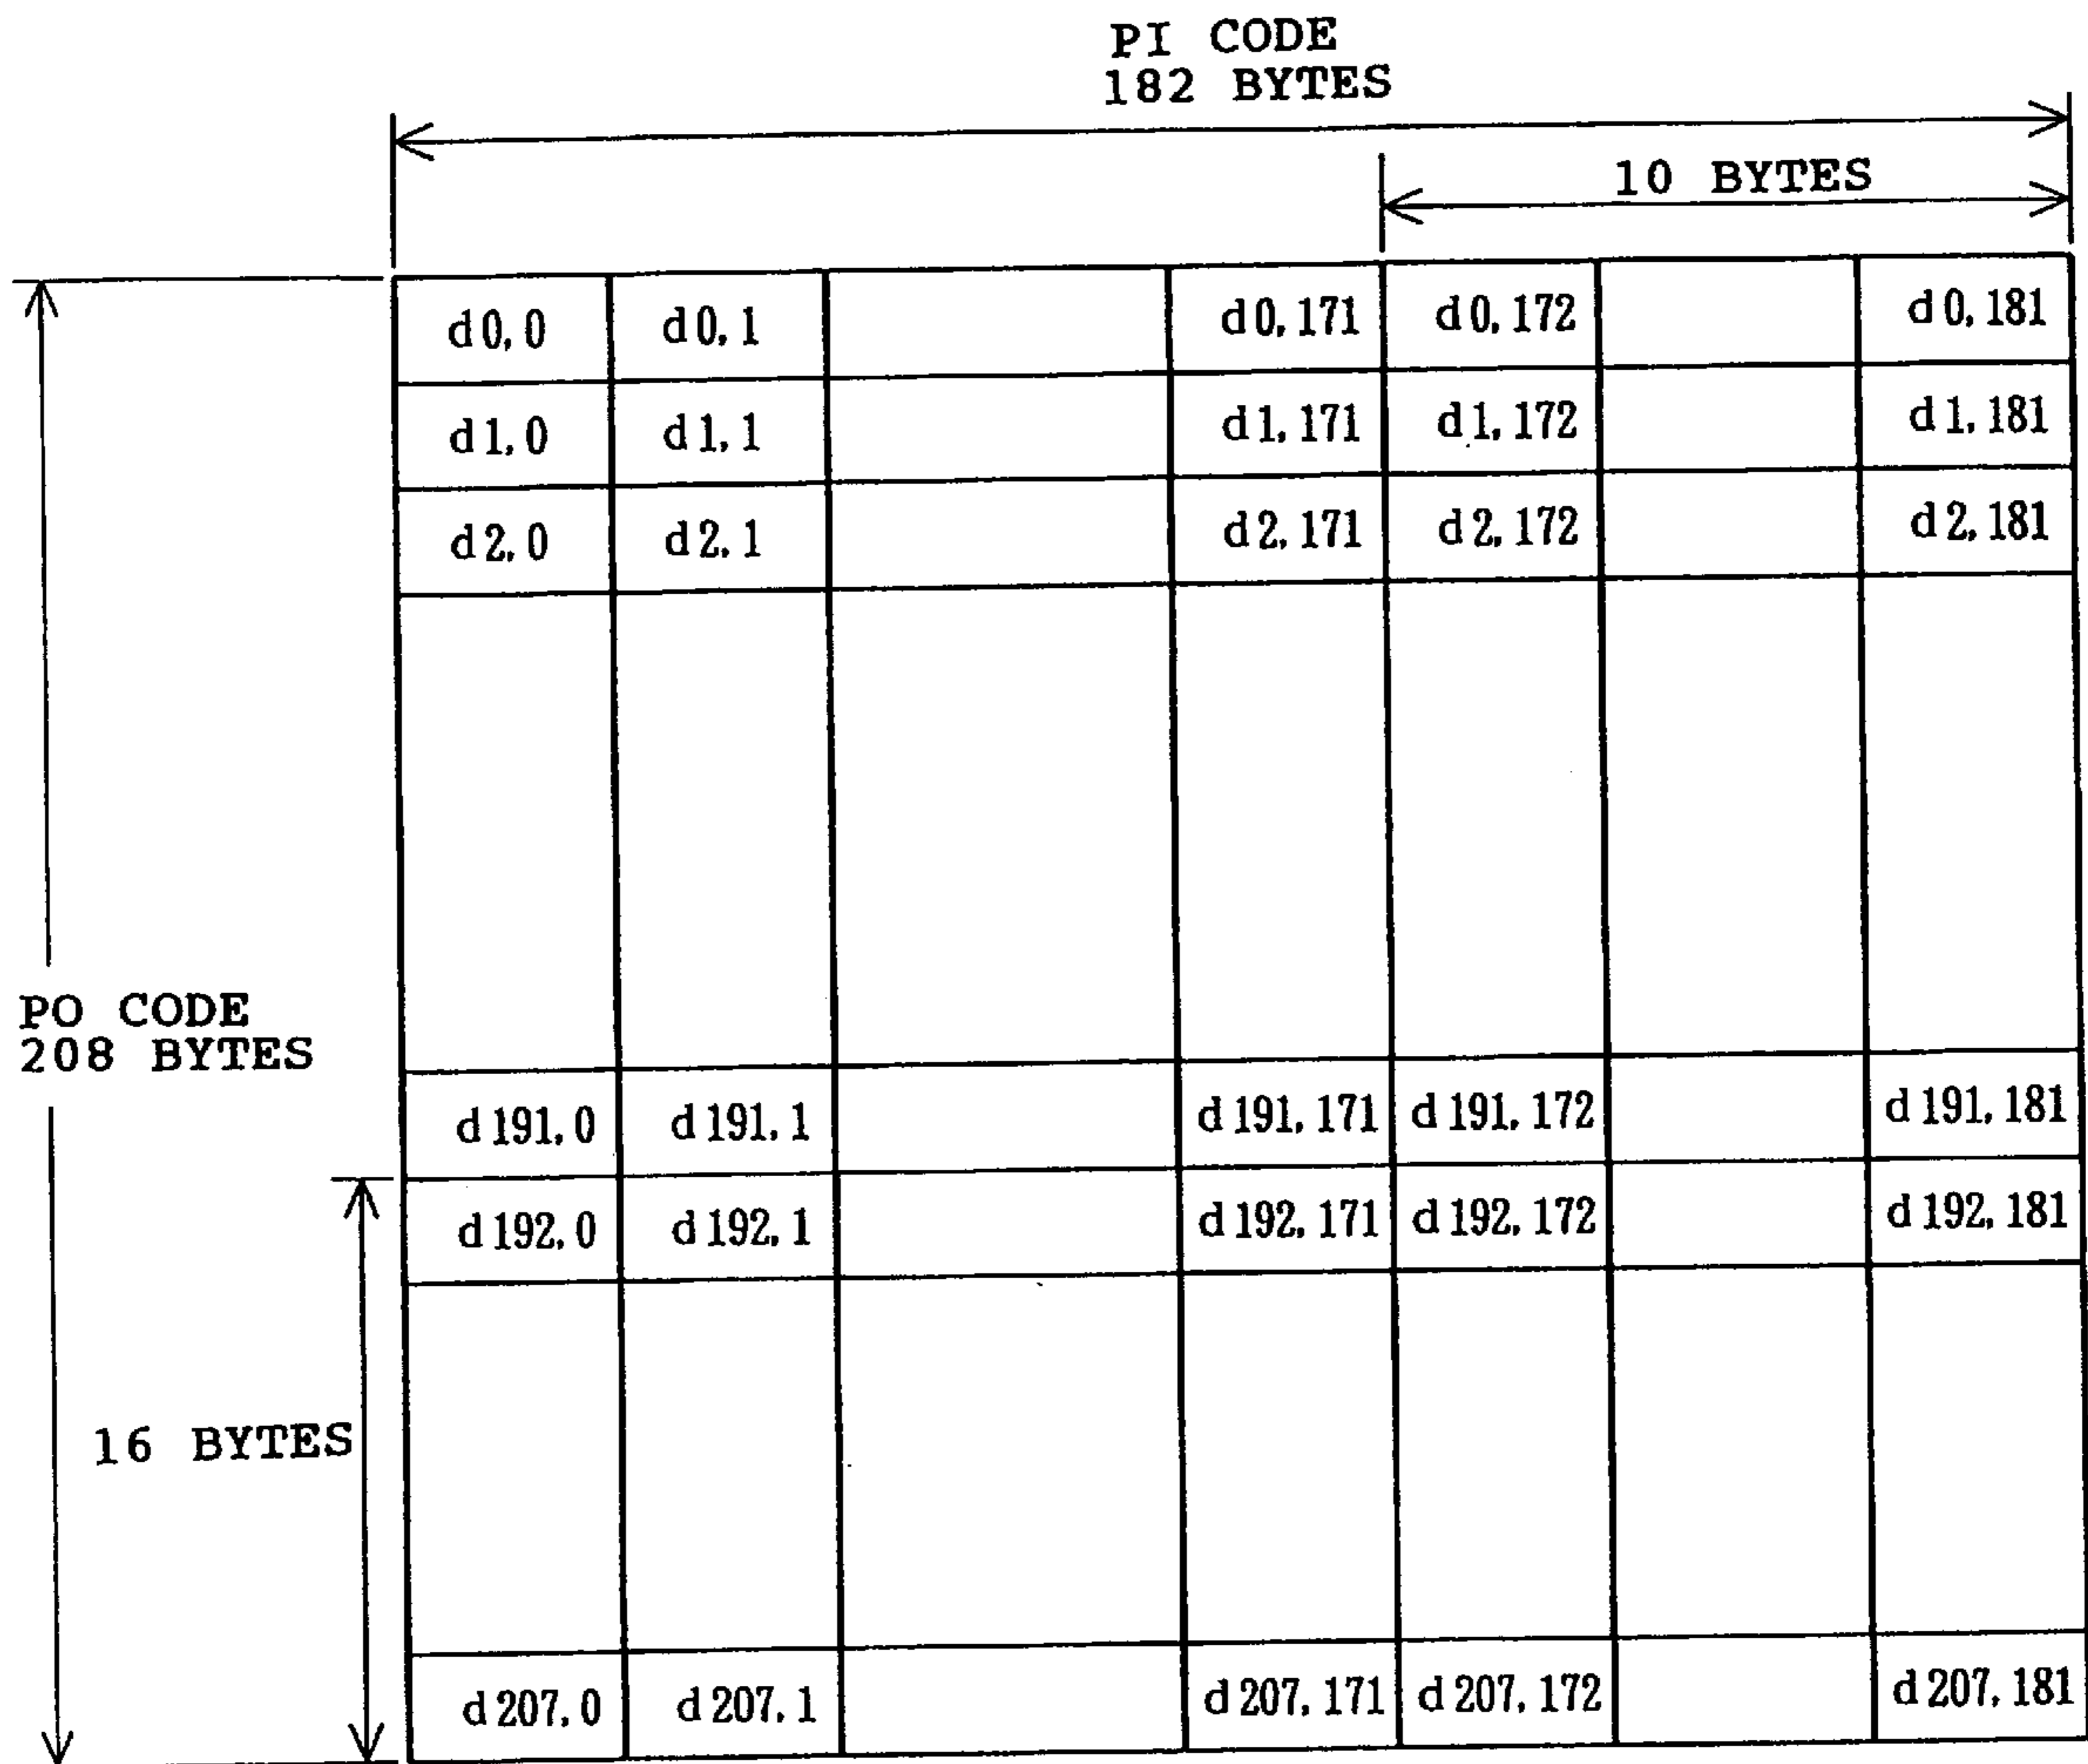 PI CODE
182 BYTES
10 BYTES
d0,0 d0,1 d0,171 d0,172 d0,181
d1,0 d1,1 d1,171 d1,172 d1,181
d2,0 d2,1 d2,171 d2,172 d2,181
PO CODE
208 BYTES
d191,0 d191,1 d191,171 d191,172 d191,181
d192,0 d192,1 d192,171 d192,172 d192,181
16 BYTES
d207,0 d207,1 d207,171 d207,172 d207,181